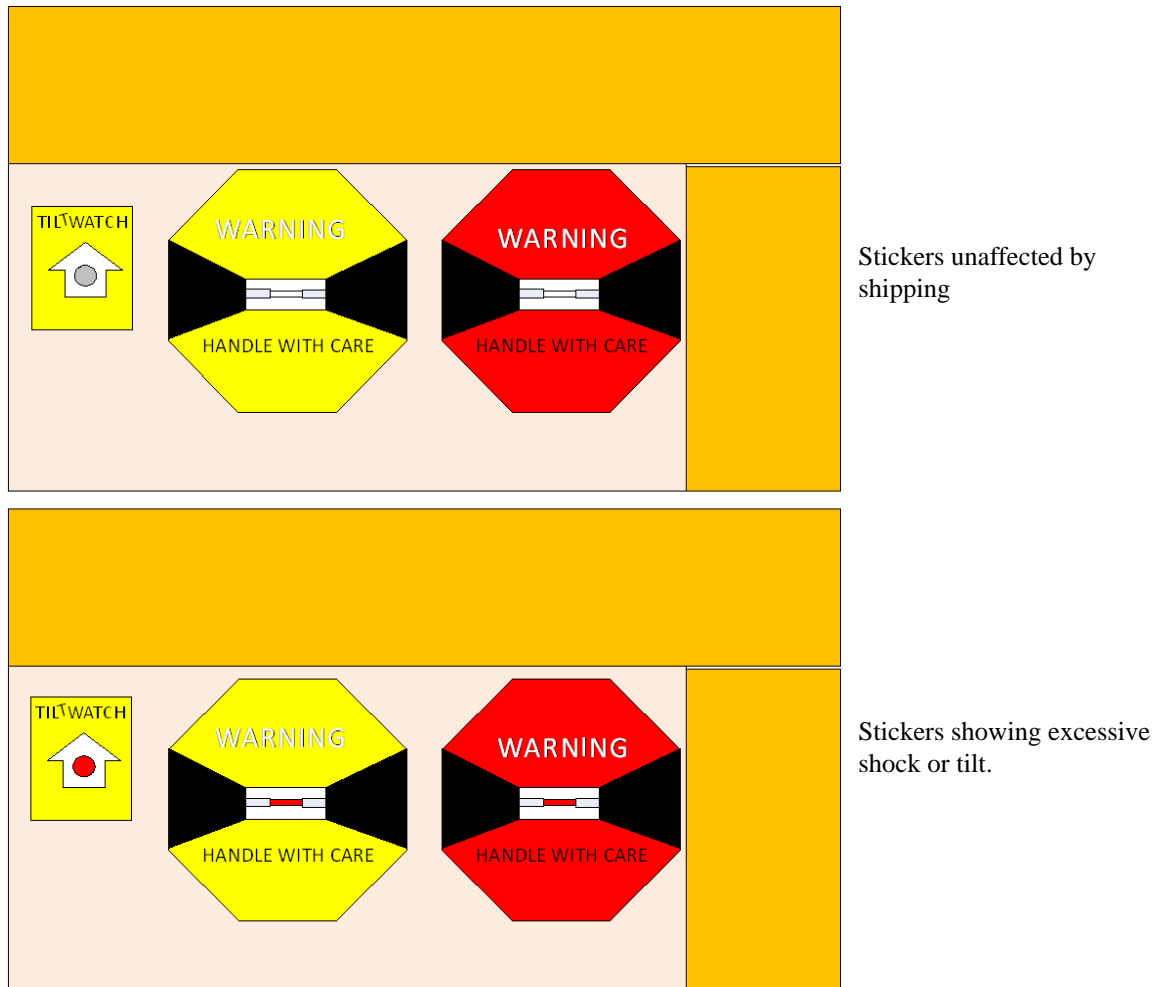 TILTWATCH
WARNING
HANDLE WITH CARE
WARNING
HANDLE WITH CARE
Stickers unaffected by
shipping
TILTWATCH
WARNING
HANDLE WITH CARE
WARNING
HANDLE WITH CARE
Stickers showing excessive
shock or tilt.